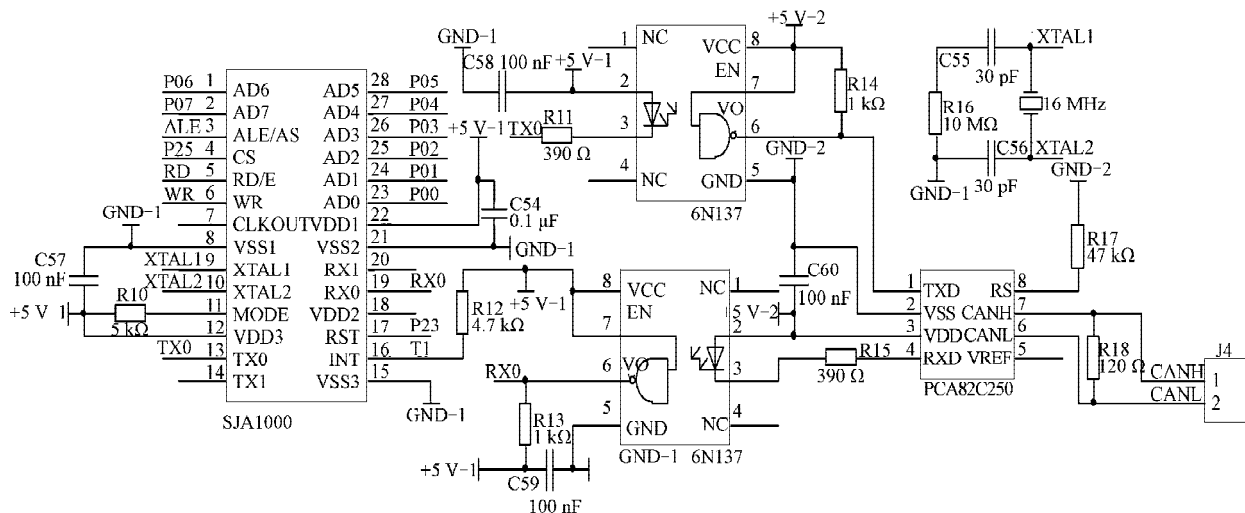 +5 V-2
GND-1
1 NC VCC 8
EN
C58 100 nF +5 V-1
2 7
VO
R14
1 kΩ
+5 V-1 TX0 R11 3 6
390 Ω
GND-2
4 NC GND 5
6N137
C55 XTAL1
30 pF
R16
10 MΩ
16 MHz
C56 XTAL2
GND-1 30 pF
GND-2
R17
47 kΩ
P06 1 AD6 AD5 28 P05
P07 2 AD7 AD4 27 P04
ALE 3 ALE/AS AD3 26 P03
P25 4 CS AD2 25 P02
RD 5 RD/E AD1 24 P01
WR 6 WR AD0 23 P00
7 CLKOUT VDD1 22
8 VSS1 VSS2 21
XTAL1 9 XTAL1 RX1 20
XTAL2 10 XTAL2 RX0 19 RX0
11 MODE VDD2 18
12 VDD3 RST 17 P23
TX0 13 TX0 INT 16 T1
14 TX1 VSS3 15
SJA1000
GND-1
C57
100 nF
+5 V 1
R10
5 kΩ
C54
0.1 μF
GND-1
GND-1
R12
4.7 kΩ
+5 V-1
8 VCC NC 1
EN
7 2
VO
RX0 6 3
5 GND NC 4
GND-1 6N137
R13
1 kΩ
+5 V-1
C59
100 nF
C60
100 nF
5 V-2
R15
390 Ω
1 TXD RS 8
2 VSS CANH 7
3 VDD CANL 6
4 RXD VREF 5
PCA82C250
R18
120 Ω
J4
CANH 1
CANL 2